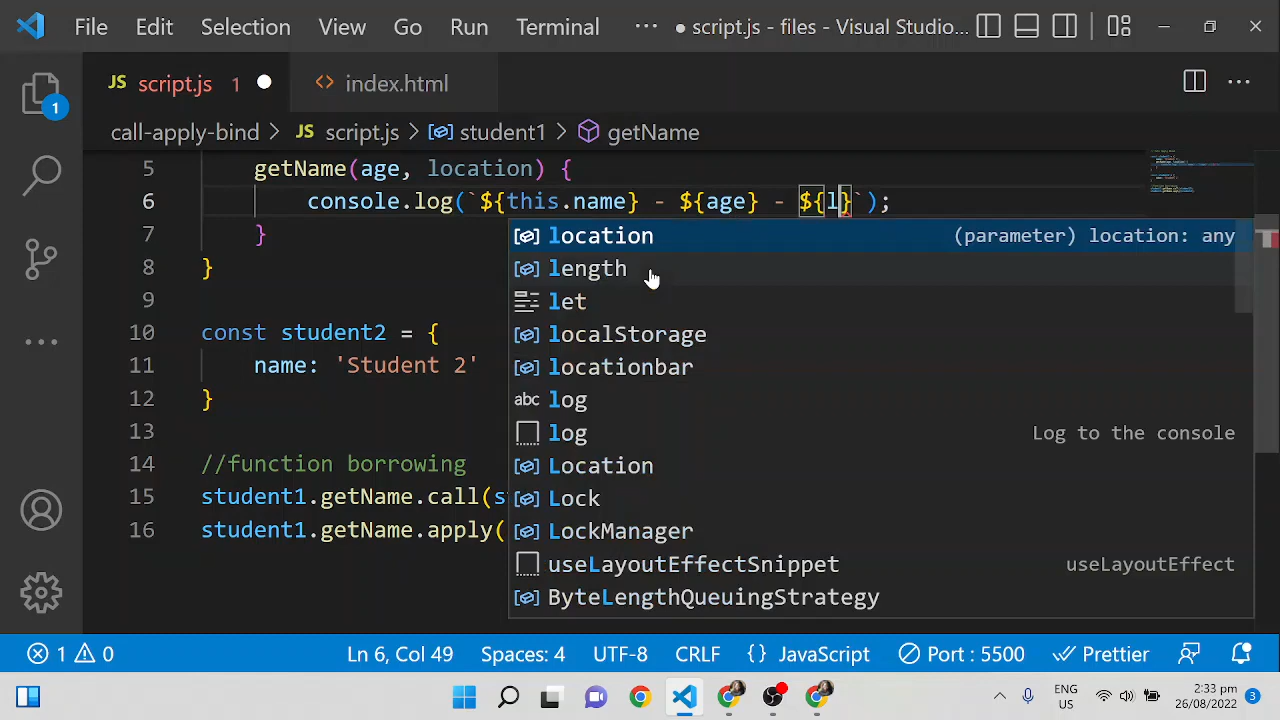 File Edit Selection View Go Run Terminal ··· ● script.js - files - Visual Studio...
JS script.js 1 ● <> index.html
call-apply-bind > JS script.js > student1 > getName
5 getName(age, location) {
6 console.log(`${this.name} - ${age} - ${l}`);
7 }
8 }
9
10 const student2 = {
11 name: 'Student 2'
12 }
13
14 //function borrowing
15 student1.getName.call(s
16 student1.getName.apply(
location (parameter) location: any
length
let
localStorage
locationbar
abc log
log Log to the console
Location
Lock
LockManager
useLayoutEffectSnippet useLayoutEffect
ByteLengthQueuingStrategy
1
1 0 Ln 6, Col 49 Spaces: 4 UTF-8 CRLF {} JavaScript Port : 5500 Prettier
ENG
US
2:33 pm
26/08/2022
3